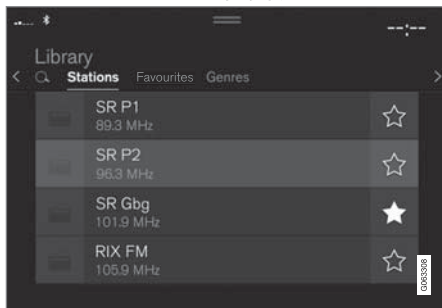 --:--
Library
Stations Favourites Genres
SR P1
89.3 MHz
SR P2
96.3 MHz
SR Gbg
101.9 MHz
RIX FM
105.9 MHz
G063308